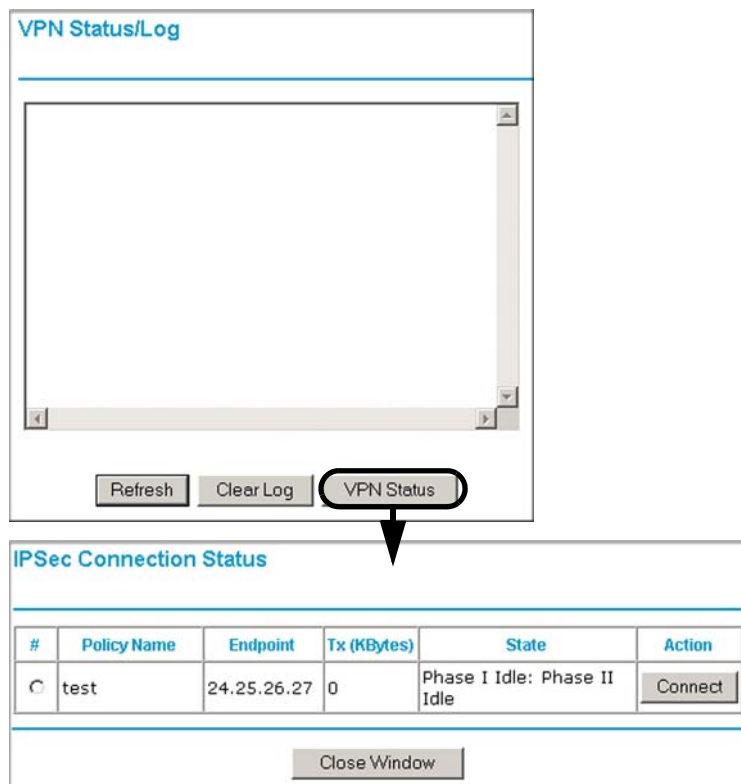 VPN Status/Log
Refresh Clear Log VPN Status
IPSec Connection Status
# Policy Name Endpoint Tx (KBytes) State Action
test 24.25.26.27 0 Phase I Idle: Phase II Connect
Idle
Close Window